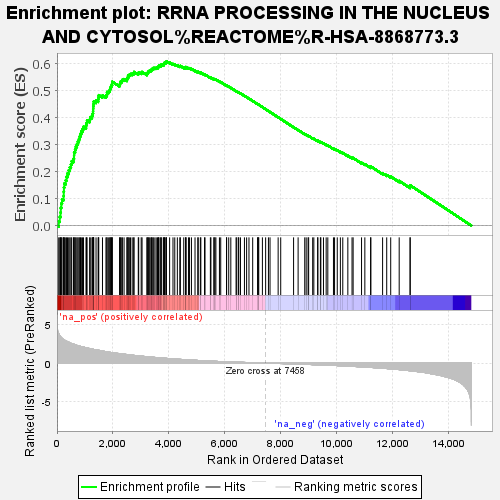 Enrichment plot: RRNA PROCESSING IN THE NUCLEUS
AND CYTOSOL%REACTOME%R-HSA-8868773.3
Enrichment score (ES)
0.6
0.5
0.4
0.3
0.2
0.1
0.0
'na_pos' (positively correlated)
Ranked list metric (PreRanked)
5
0
-5
Zero cross at 7458
'na_neg' (negatively correlated)
0
2,000
4,000
6,000
8,000
10,000
12,000
14,000
Rank in Ordered Dataset
Enrichment profile
Hits
Ranking metric scores